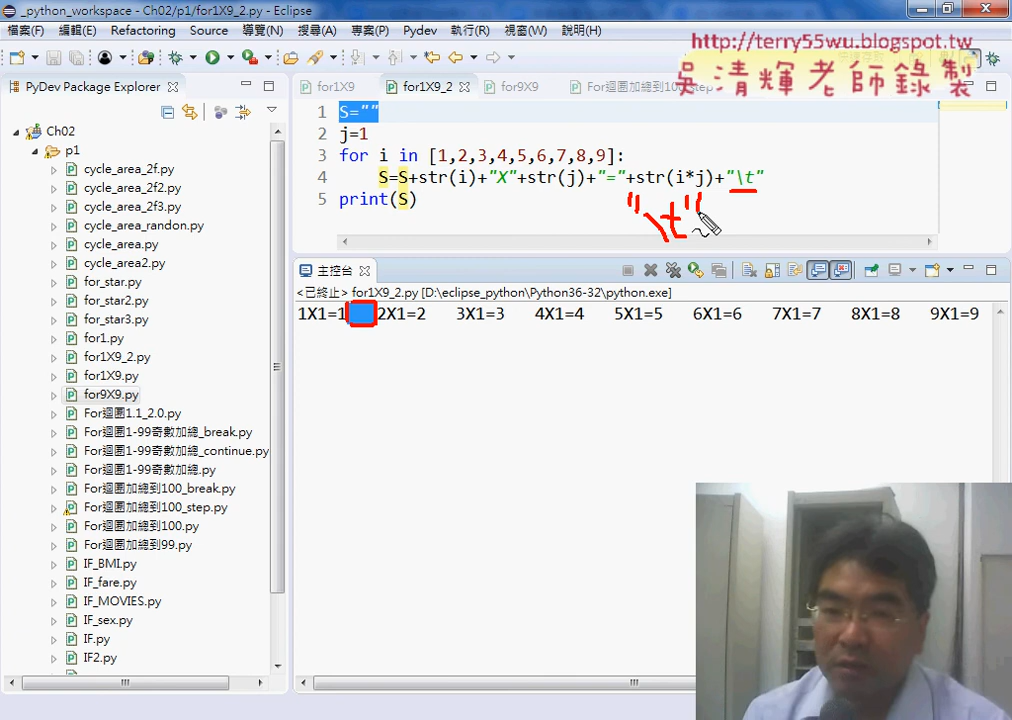 _python_workspace - Ch02/p1/for1X9_2.py - Eclipse
檔案(F) 編輯(E) Refactoring Source 導覽(N) 搜尋(A) 專案(P) Pydev 執行(R) 視窗(W) 說明(H)
http://terry55wu.blogspot.tw
吳清輝老師錄製
PyDev Package Explorer
for1X9
for1X9_2
for9X9
For迴圈加總到100_step
Ch02
p1
cycle_area_2f.py
cycle_area_2f2.py
cycle_area_2f3.py
cycle_area_randon.py
cycle_area.py
cycle_area2.py
for_star.py
for_star2.py
for_star3.py
for1.py
for1X9_2.py
for1X9.py
for9X9.py
For迴圈1.1_2.0.py
For迴圈1-99奇數加總_break.py
For迴圈1-99奇數加總_continue.py
For迴圈1-99奇數加總.py
For迴圈加總到100_break.py
For迴圈加總到100_step.py
For迴圈加總到100.py
For迴圈加總到99.py
IF_BMI.py
IF_fare.py
IF_MOVIES.py
IF_sex.py
IF.py
IF2.py
1 S=""
2 j=1
3 for i in [1,2,3,4,5,6,7,8,9]:
4 S=S+str(i)+"X"+str(j)+"="+str(i*j)+"\t"
5 print(S)
"\t"
主控台
<已終止> for1X9_2.py [D:\eclipse_python\Python36-32\python.exe]
1X1=1 2X1=2 3X1=3 4X1=4 5X1=5 6X1=6 7X1=7 8X1=8 9X1=9